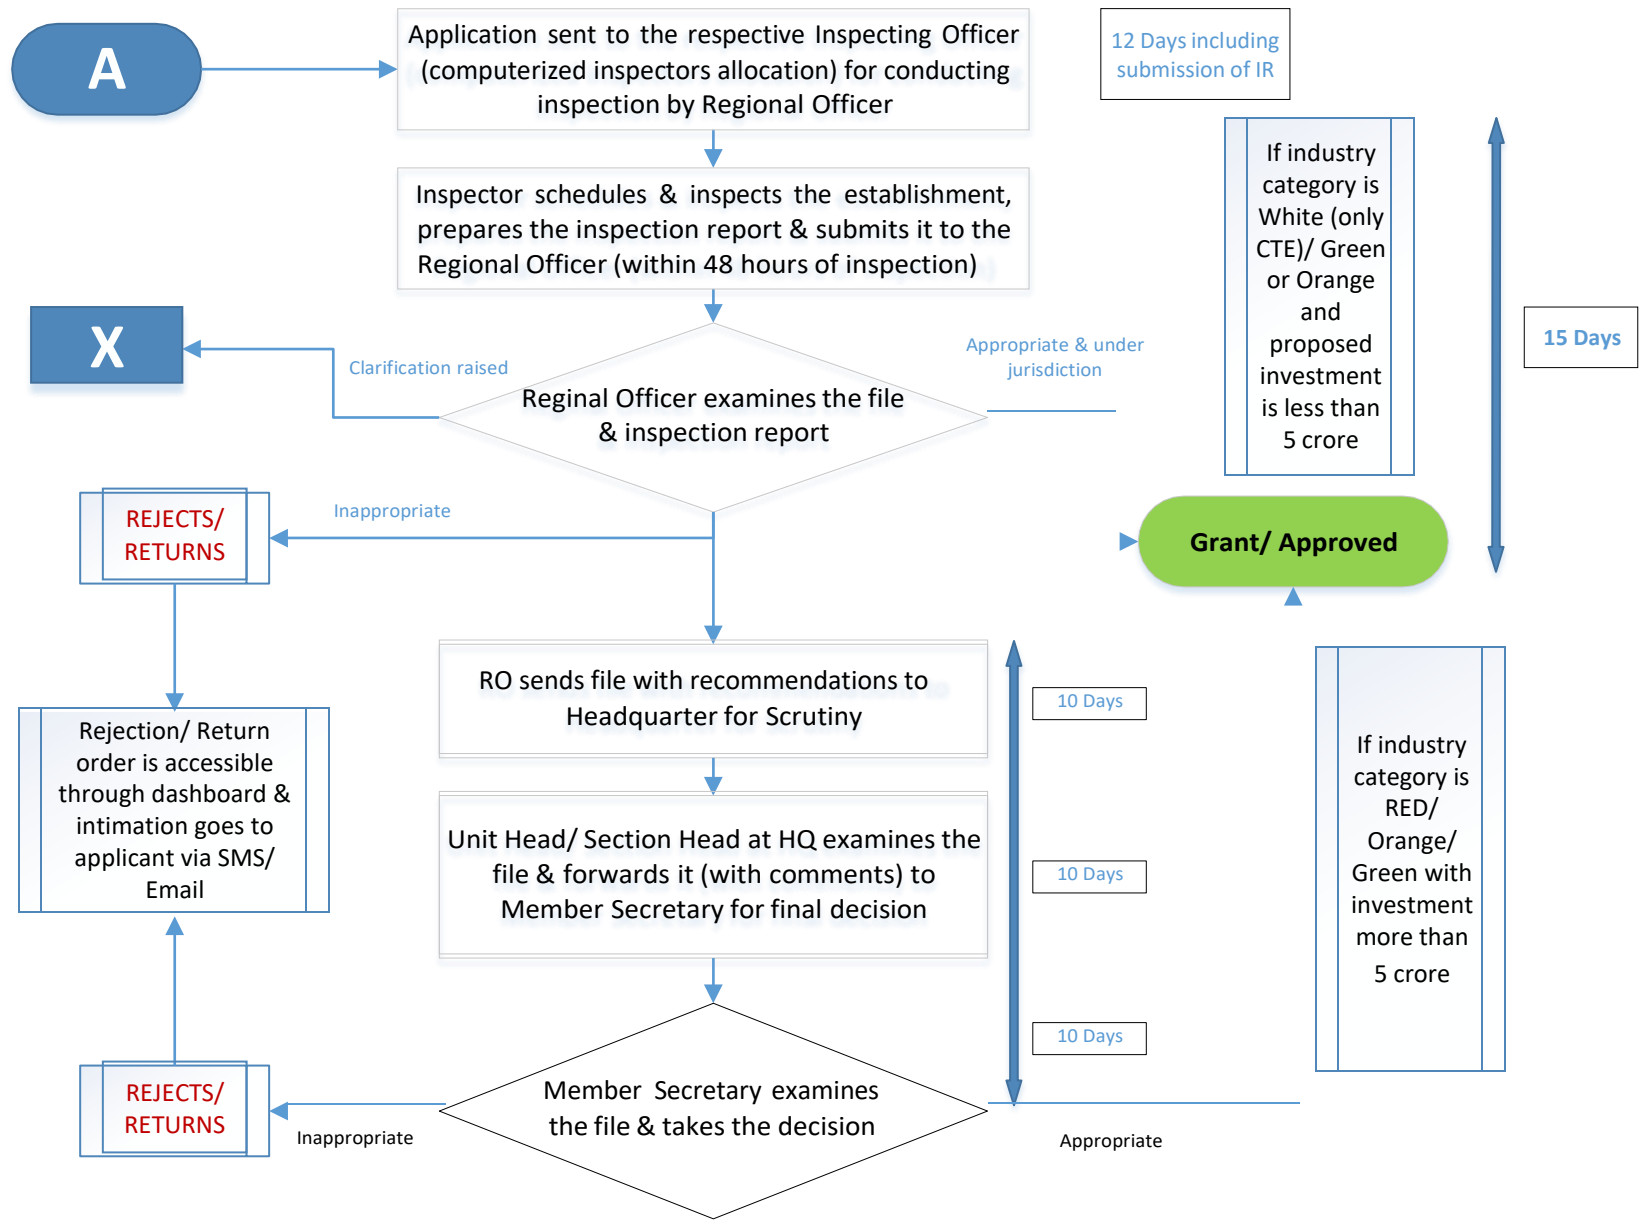 A
Application sent to the respective Inspecting Officer
(computerized inspectors allocation) for conducting
inspection by Regional Officer
12 Days including
submission of IR
Inspector schedules & inspects the establishment,
prepares the inspection report & submits it to the
Regional Officer (within 48 hours of inspection)
If industry
category is
White (only
CTE)/ Green
or Orange
and
proposed
investment
is less than
5 crore
15 Days
X
Clarification raised
Appropriate & under
jurisdiction
Reginal Officer examines the file
& inspection report
REJECTS/
RETURNS
Inappropriate
Grant/ Approved
RO sends file with recommendations to
Headquarter for Scrutiny
10 Days
Rejection/ Return
order is accessible
through dashboard &
intimation goes to
applicant via SMS/
Email
Unit Head/ Section Head at HQ examines the
file & forwards it (with comments) to
Member Secretary for final decision
10 Days
If industry
category is
RED/
Orange/
Green with
investment
more than
5 crore
10 Days
REJECTS/
RETURNS
Inappropriate
Member Secretary examines
the file & takes the decision
Appropriate